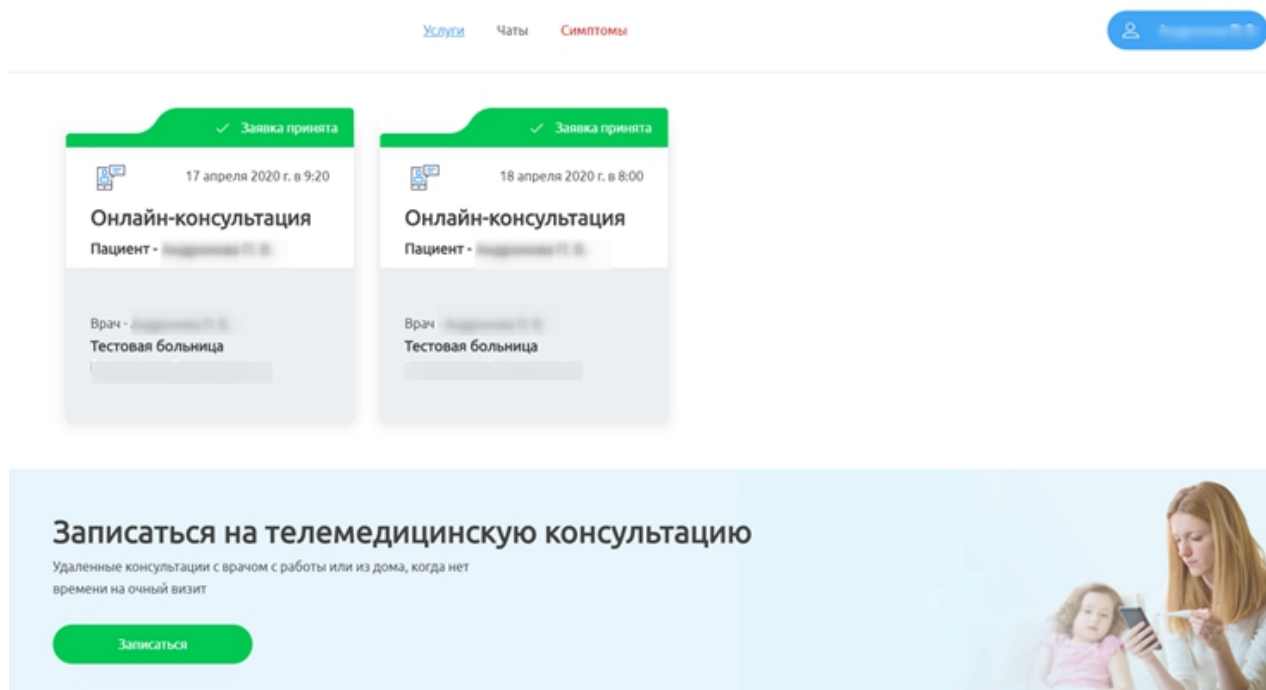 Услуги Чаты Симптомы
Заявка принята
17 апреля 2020 г. в 9:20
Онлайн-консультация
Пациент -
Врач -
Тестовая больница
Заявка принята
18 апреля 2020 г. в 8:00
Онлайн-консультация
Пациент -
Врач
Тестовая больница
Записаться на телемедицинскую консультацию
Удаленные консультации с врачом с работы или из дома, когда нет
времени на очный визит
Записаться